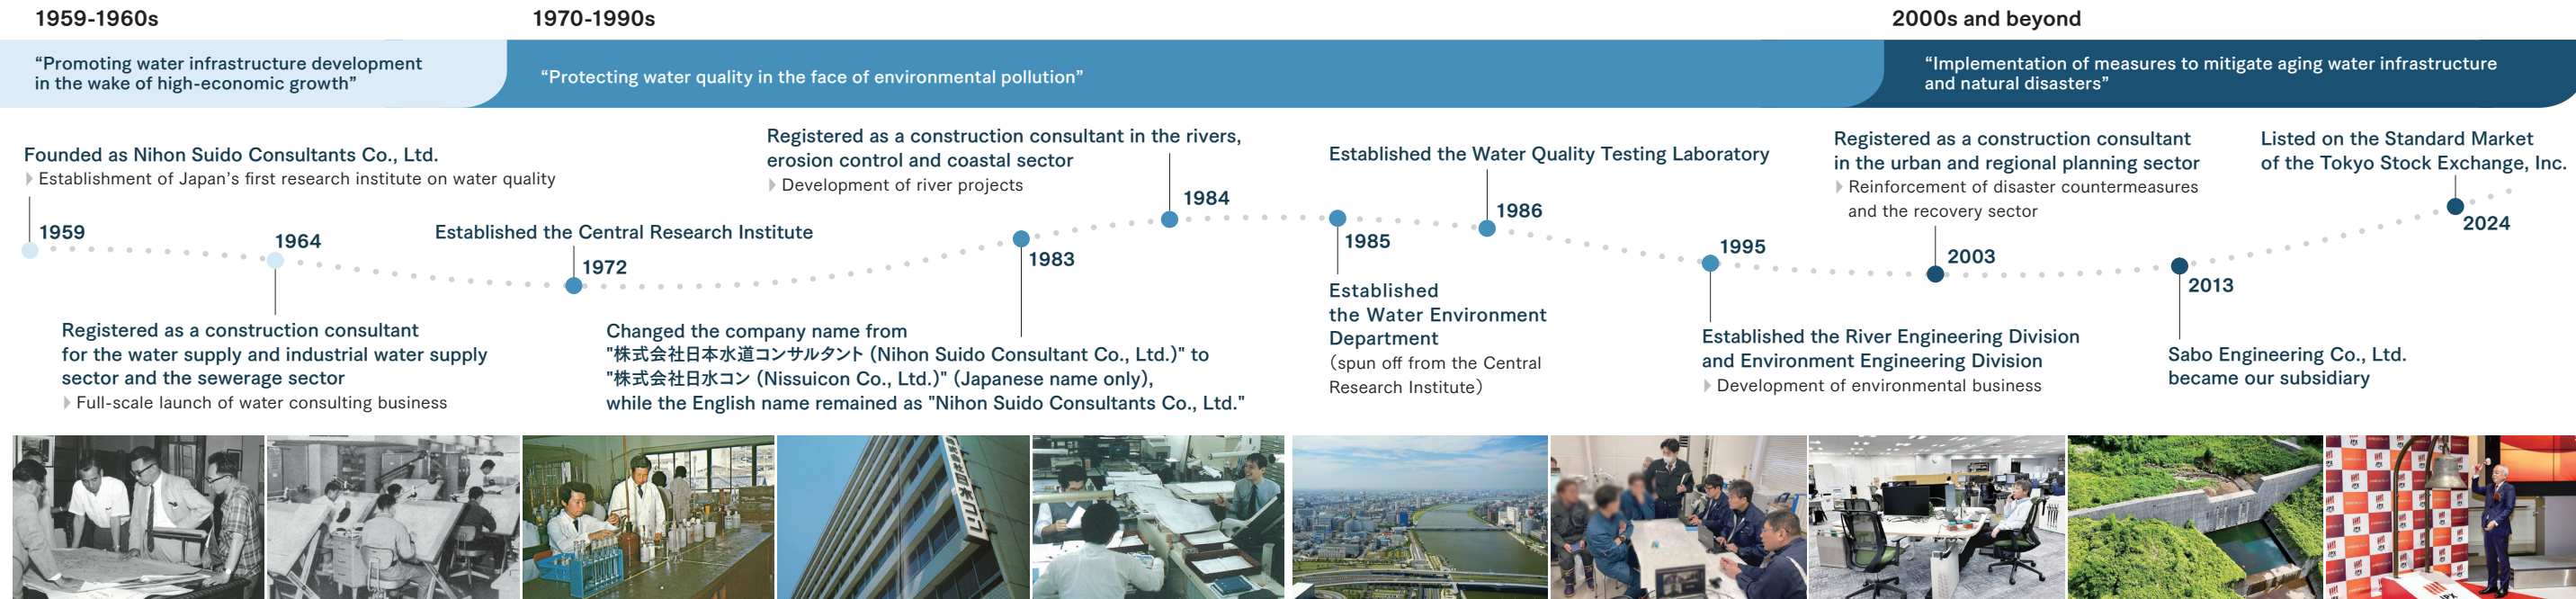 1959-1960s
1970-1990s
2000s and beyond
“Promoting water infrastructure development
in the wake of high-economic growth”
“Protecting water quality in the face of environmental pollution”
“Implementation of measures to mitigate aging water infrastructure
and natural disasters”
Founded as Nihon Suido Consultants Co., Ltd.
Establishment of Japan’s first research institute on water quality
1959
1964
Registered as a construction consultant
for the water supply and industrial water supply
sector and the sewerage sector
Full-scale launch of water consulting business
Established the Central Research Institute
1972
1983
Changed the company name from
"株式会社日本水道コンサルタント (Nihon Suido Consultant Co., Ltd.)" to
"株式会社日水コン (Nissuicon Co., Ltd.)" (Japanese name only),
while the English name remained as "Nihon Suido Consultants Co., Ltd."
Registered as a construction consultant in the rivers,
erosion control and coastal sector
Development of river projects
1984
1985
Established
the Water Environment
Department
(spun off from the Central
Research Institute)
Established the Water Quality Testing Laboratory
1986
1995
Established the River Engineering Division
and Environment Engineering Division
Development of environmental business
Registered as a construction consultant
in the urban and regional planning sector
Reinforcement of disaster countermeasures
and the recovery sector
2003
2013
Sabo Engineering Co., Ltd.
became our subsidiary
Listed on the Standard Market
of the Tokyo Stock Exchange, Inc.
2024
株式会社日水コン
JPX